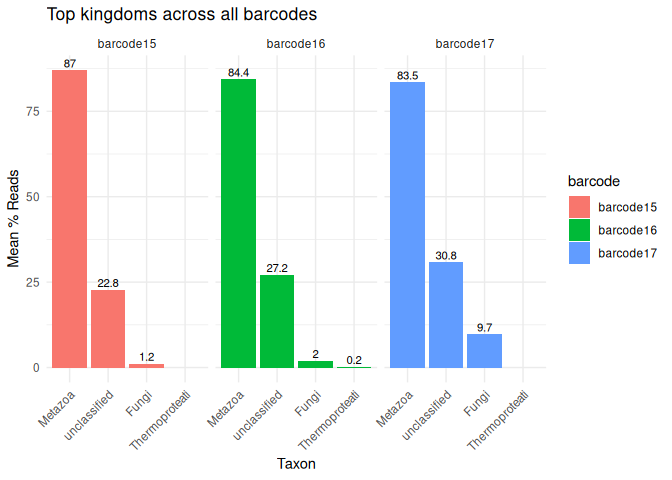 Top kingdoms across all barcodes
barcode15
barcode16
barcode17
87
84.4
83.5
22.8
27.2
30.8
1.2
2
0.2
9.7
75
50
25
0
Mean % Reads
Metazoa
unclassified
Fungi
Thermoproteati
Metazoa
unclassified
Fungi
Thermoproteati
Metazoa
unclassified
Fungi
Thermoproteati
Taxon
barcode
barcode15
barcode16
barcode17